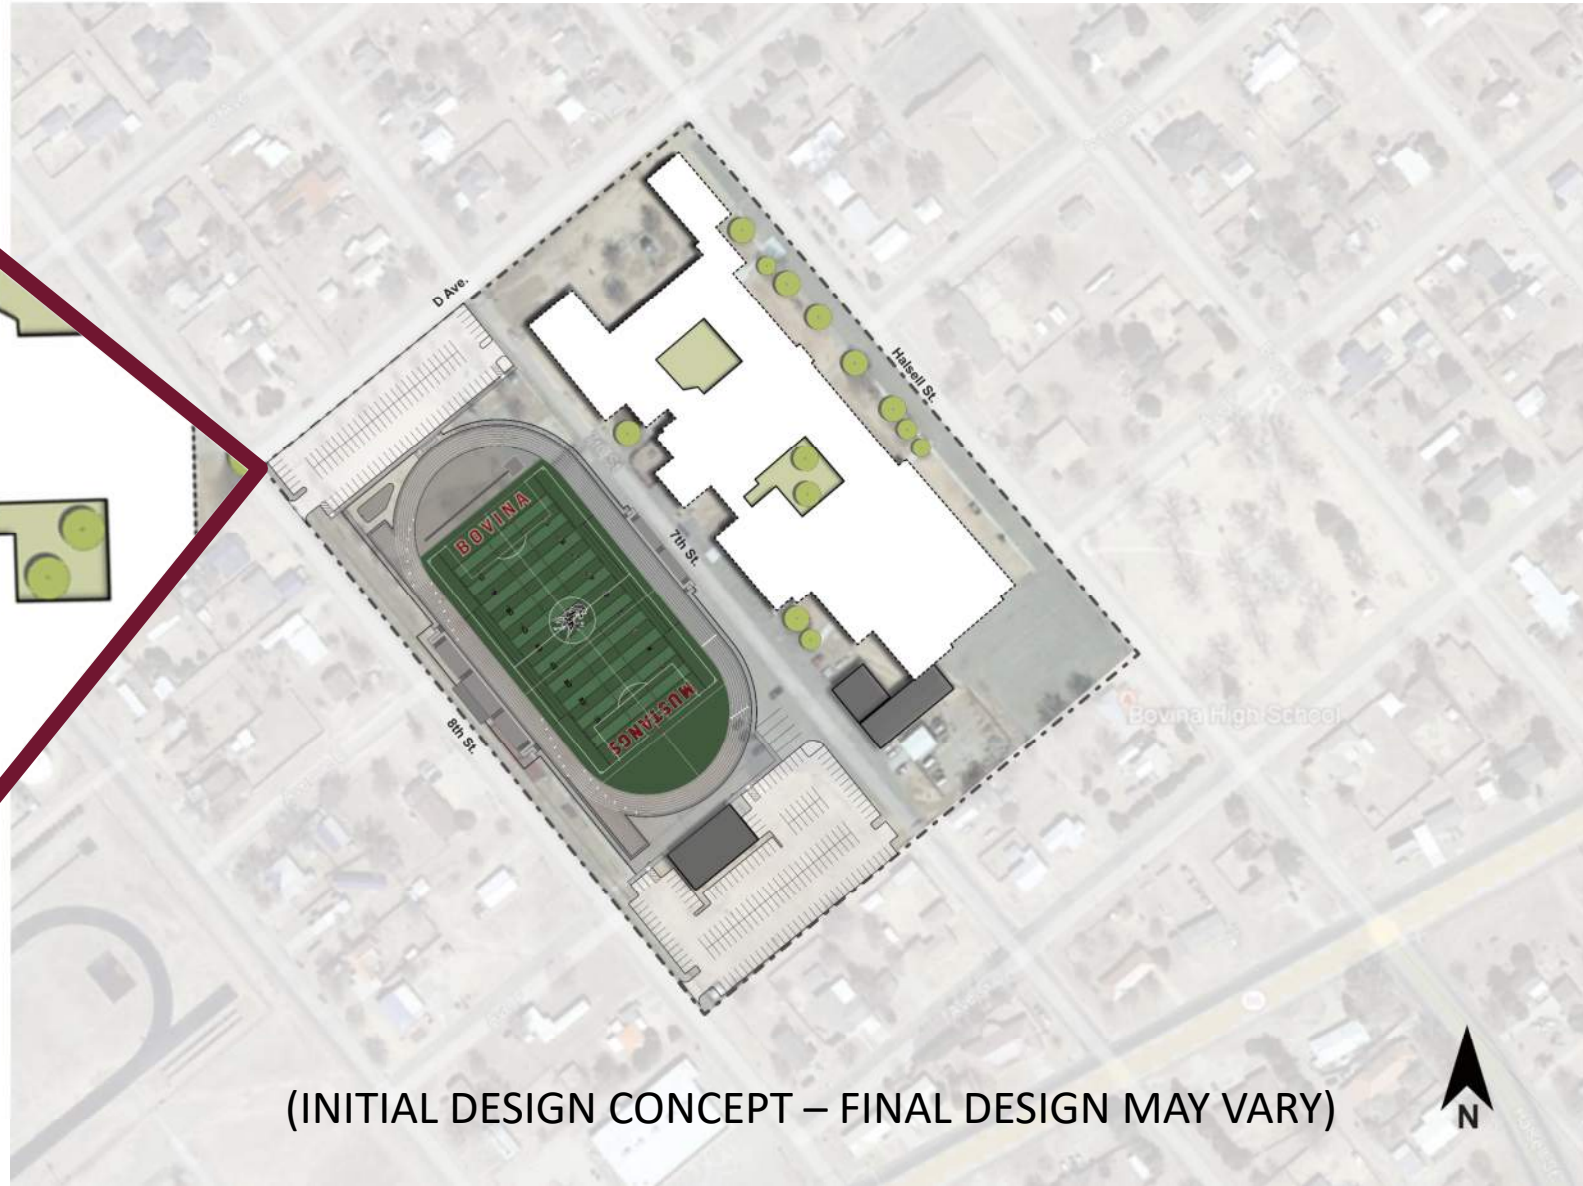 D Ave.
Halsell St.
BOVINA
7th St.
MUSTANGS
8th St.
Bovina High School
(INITIAL DESIGN CONCEPT – FINAL DESIGN MAY VARY)
N